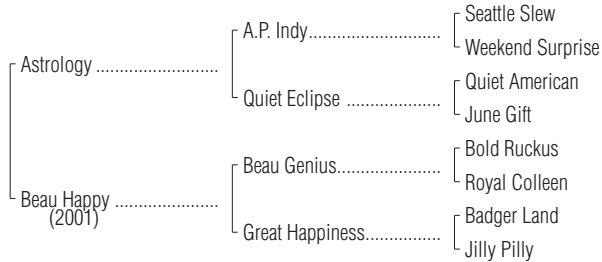 Seattle Slew
A.P. Indy..............................
Weekend Surprise
Astrology ............................
Quiet American
Quiet Eclipse ......................
June Gift
Bold Ruckus
Beau Genius........................
Royal Colleen
Beau Happy ........................
(2001)
Badger Land
Great Happiness..................
Jilly Pilly